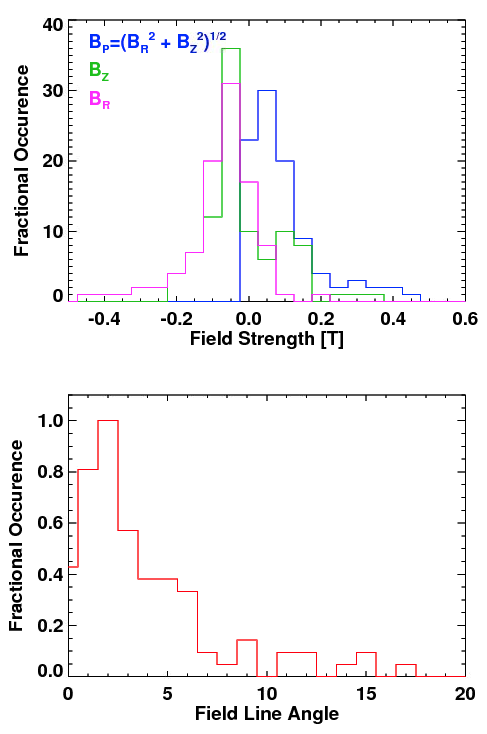 40
30
20
10
0
Fractional Occurence
B_P=(B_R^2 + B_Z^2)^1/2
B_Z
B_R
-0.4 -0.2 0.0 0.2 0.4 0.6
Field Strength [T]
1.0
0.8
0.6
0.4
0.2
0.0
Fractional Occurence
0 5 10 15 20
Field Line Angle